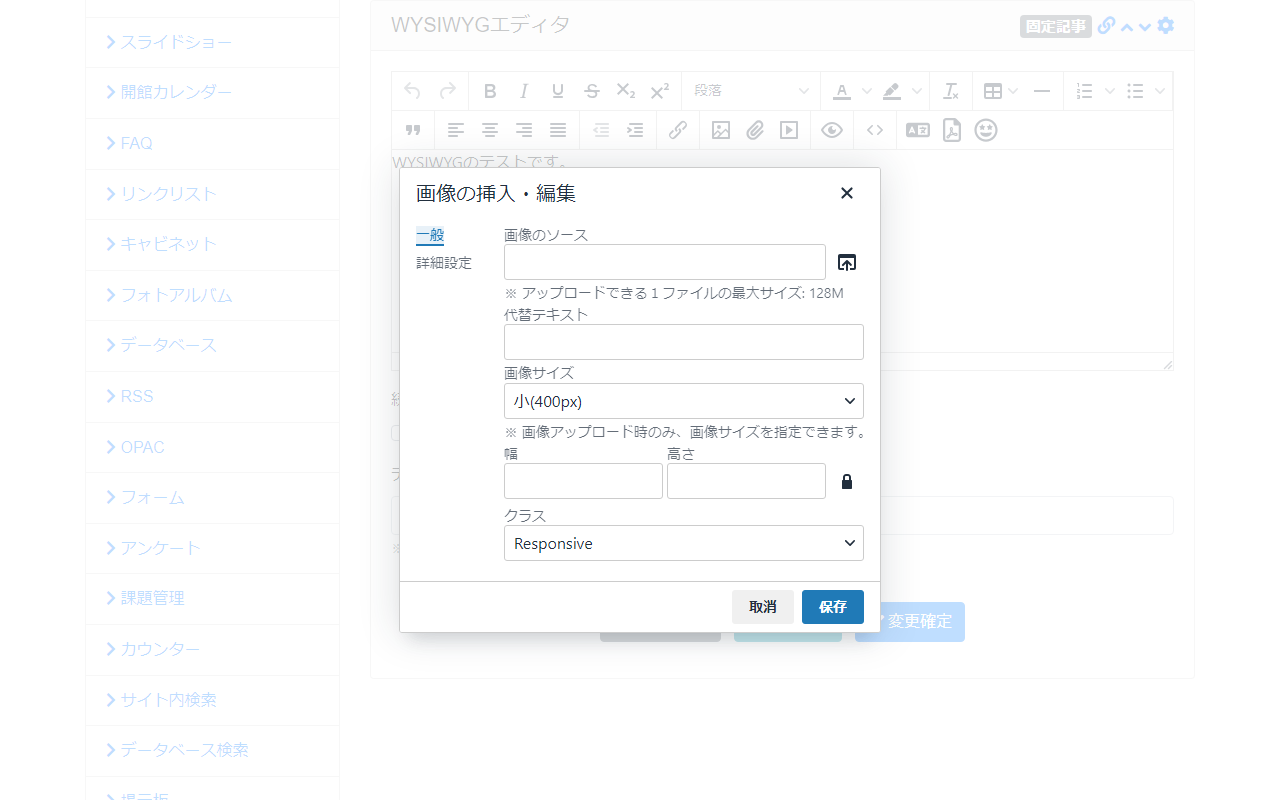 スライドショー
開館カレンダー
FAQ
リンクリスト
キャビネット
フォトアルバム
データベース
RSS
OPAC
フォーム
アンケート
課題管理
カウンター
サイト内検索
データベース検索
掲示板
WYSIWYGエディタ
固定記事
B I U S X₂ X²
段落
A
WYSIWYGのテストです。
画像の挿入・編集
一般
詳細設定
画像のソース
※ アップロードできる１ファイルの最大サイズ: 128M
代替テキスト
画像サイズ
小(400px)
※ 画像アップロード時のみ、画像サイズを指定できます。
幅
高さ
クラス
Responsive
取消
保存
変更確定